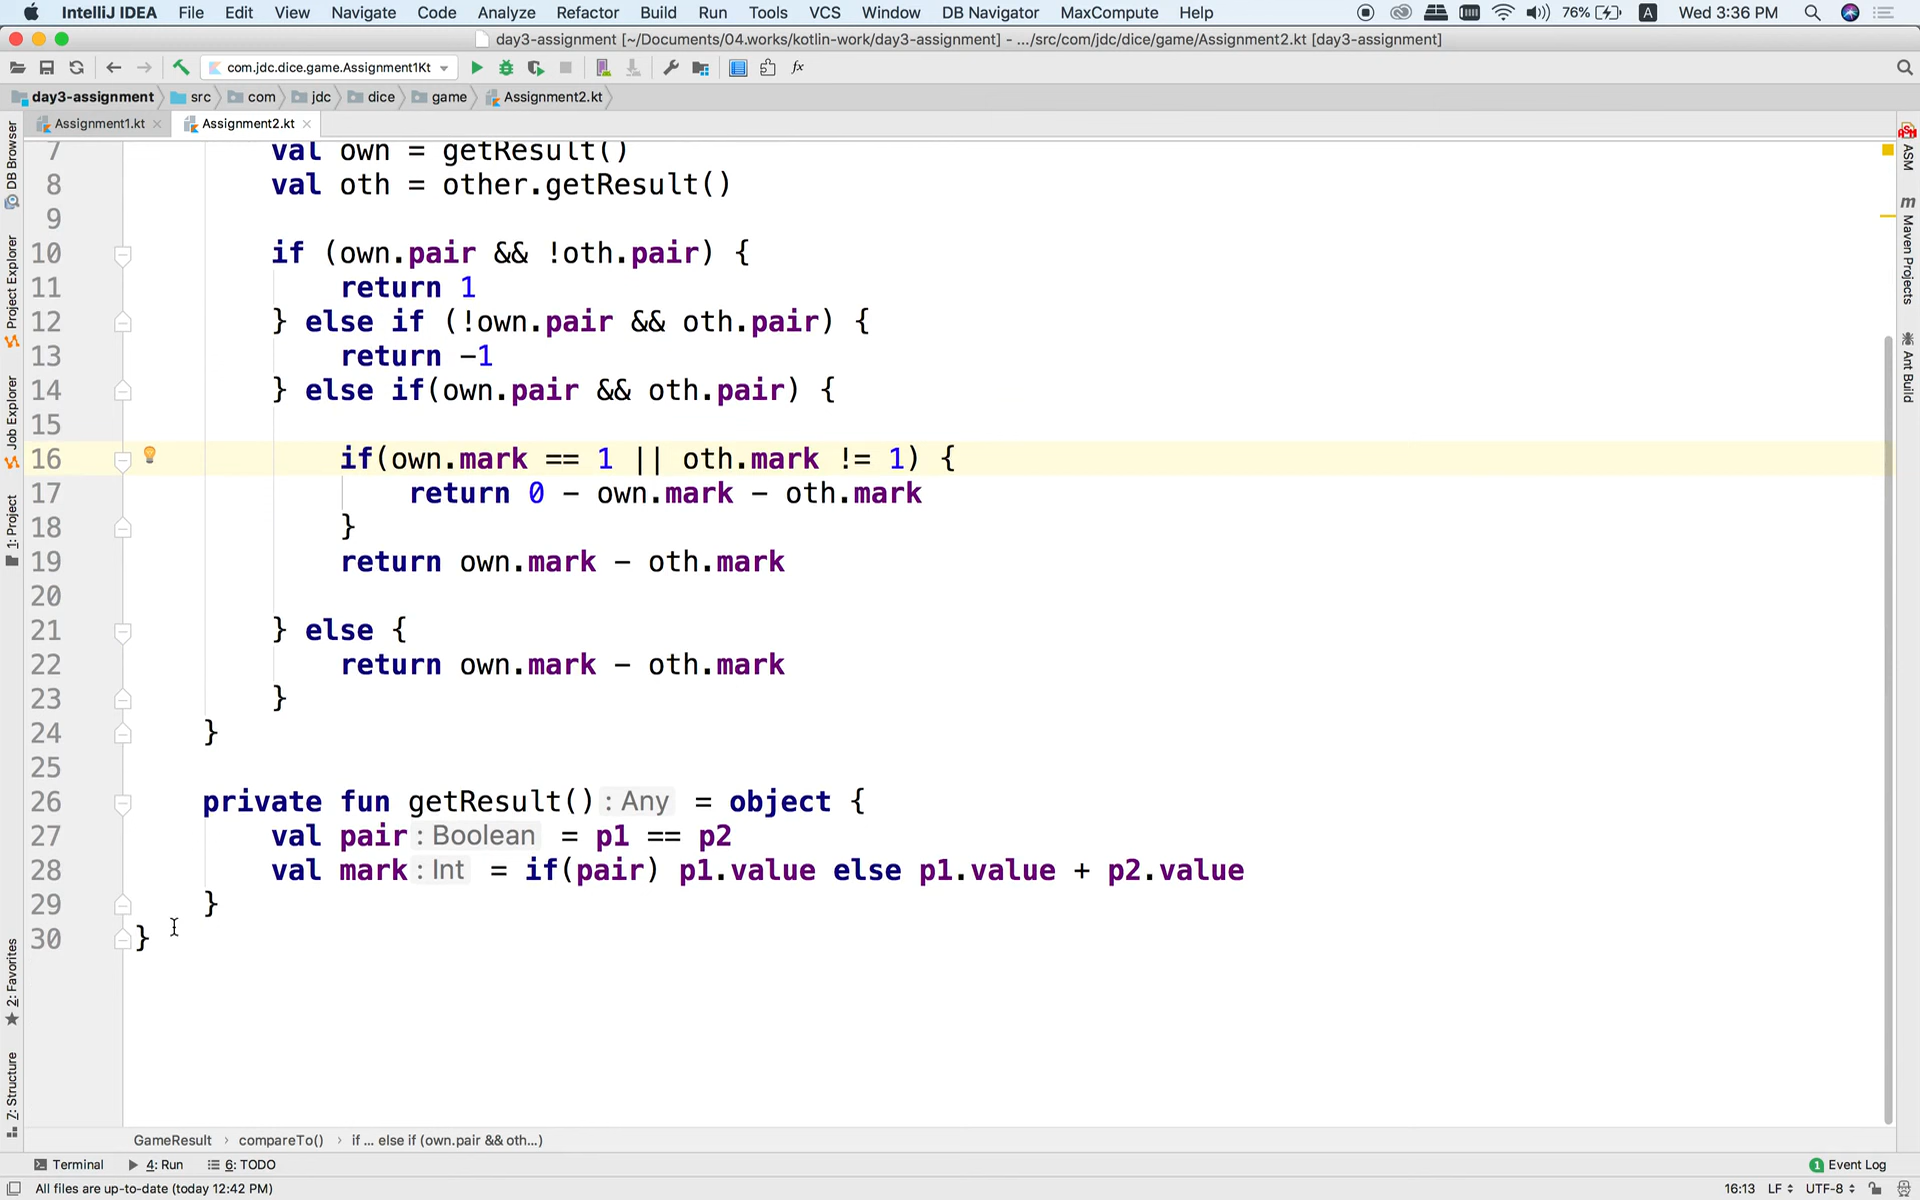 IntelliJ IDEA File Edit View Navigate Code Analyze Refactor Build Run Tools VCS Window DB Navigator MaxCompute Help 76% A Wed 3:36 PM
day3-assignment [~/Documents/04.works/kotlin-work/day3-assignment] - .../src/com/jdc/dice/game/Assignment2.kt [day3-assignment]
com.jdc.dice.game.Assignment1Kt
day3-assignment src com jdc dice game Assignment2.kt
Assignment1.kt Assignment2.kt
7 val own = getResult()
8 val oth = other.getResult()
9
10 if (own.pair && !oth.pair) {
11 return 1
12 } else if (!own.pair && oth.pair) {
13 return -1
14 } else if(own.pair && oth.pair) {
15
16 if(own.mark == 1 || oth.mark != 1) {
17 return 0 - own.mark - oth.mark
18 }
19 return own.mark - oth.mark
20
21 } else {
22 return own.mark - oth.mark
23 }
24 }
25
26 private fun getResult() : Any = object {
27 val pair : Boolean = p1 == p2
28 val mark : Int = if(pair) p1.value else p1.value + p2.value
29 }
30 }
DB Browser
Project Explorer
Job Explorer
1: Project
2: Favorites
Z: Structure
ASM
ASM
m Maven Projects
Ant Build
GameResult › compareTo() › if ... else if (own.pair && oth...)
Terminal 4: Run 6: TODO 1 Event Log
All files are up-to-date (today 12:42 PM) 16:13 LF UTF-8